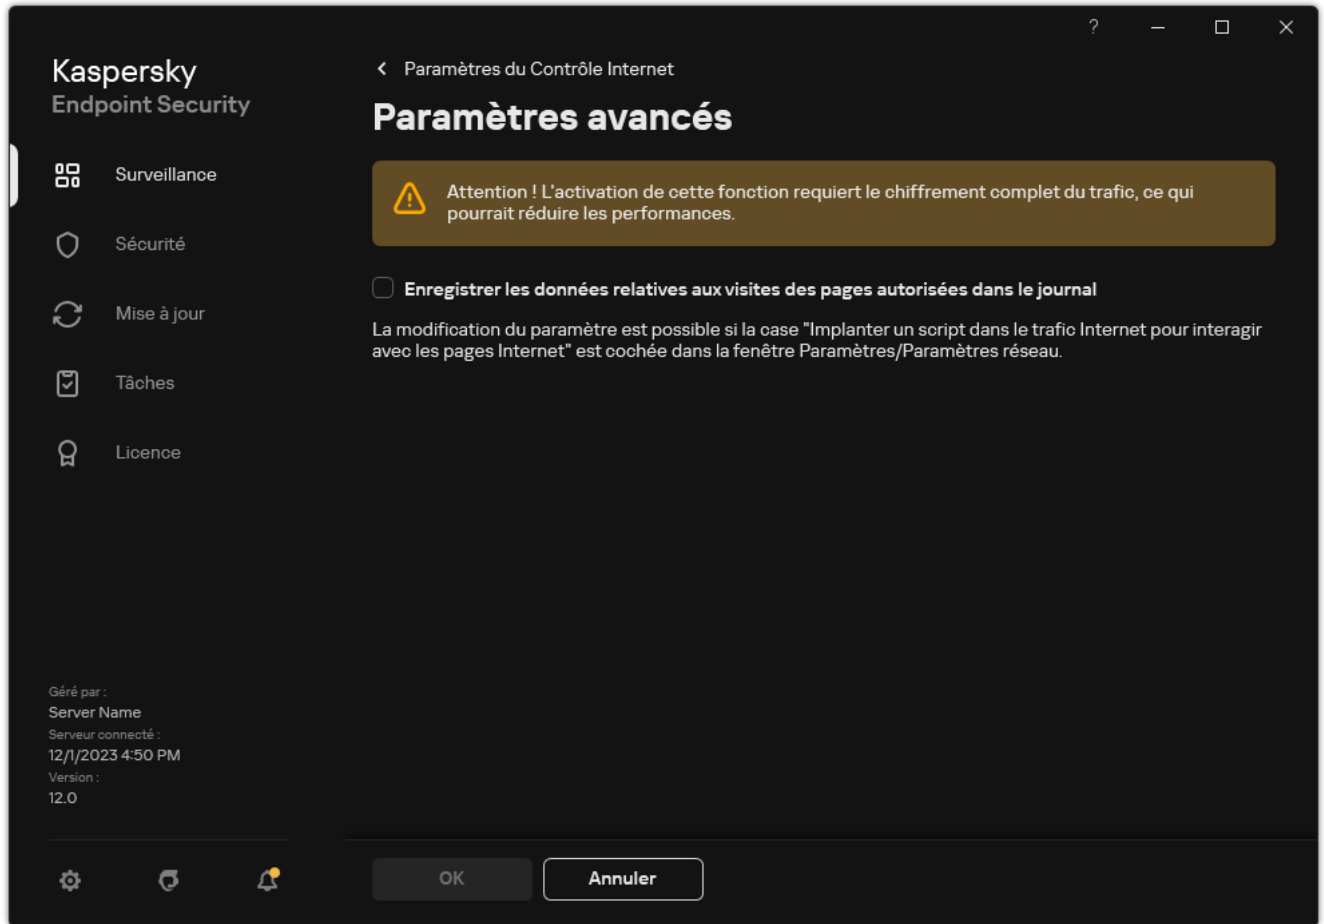 ?
Kaspersky
Endpoint Security
Surveillance
Sécurité
Mise à jour
Tâches
Licence
Géré par :
Server Name
Serveur connecté :
12/1/2023 4:50 PM
Version :
12.0
Paramètres du Contrôle Internet
Paramètres avancés
Attention ! L'activation de cette fonction requiert le chiffrement complet du trafic, ce qui
pourrait réduire les performances.
Enregistrer les données relatives aux visites des pages autorisées dans le journal
La modification du paramètre est possible si la case "Implanter un script dans le trafic Internet pour interagir
avec les pages Internet" est cochée dans la fenêtre Paramètres/Paramètres réseau.
OK
Annuler